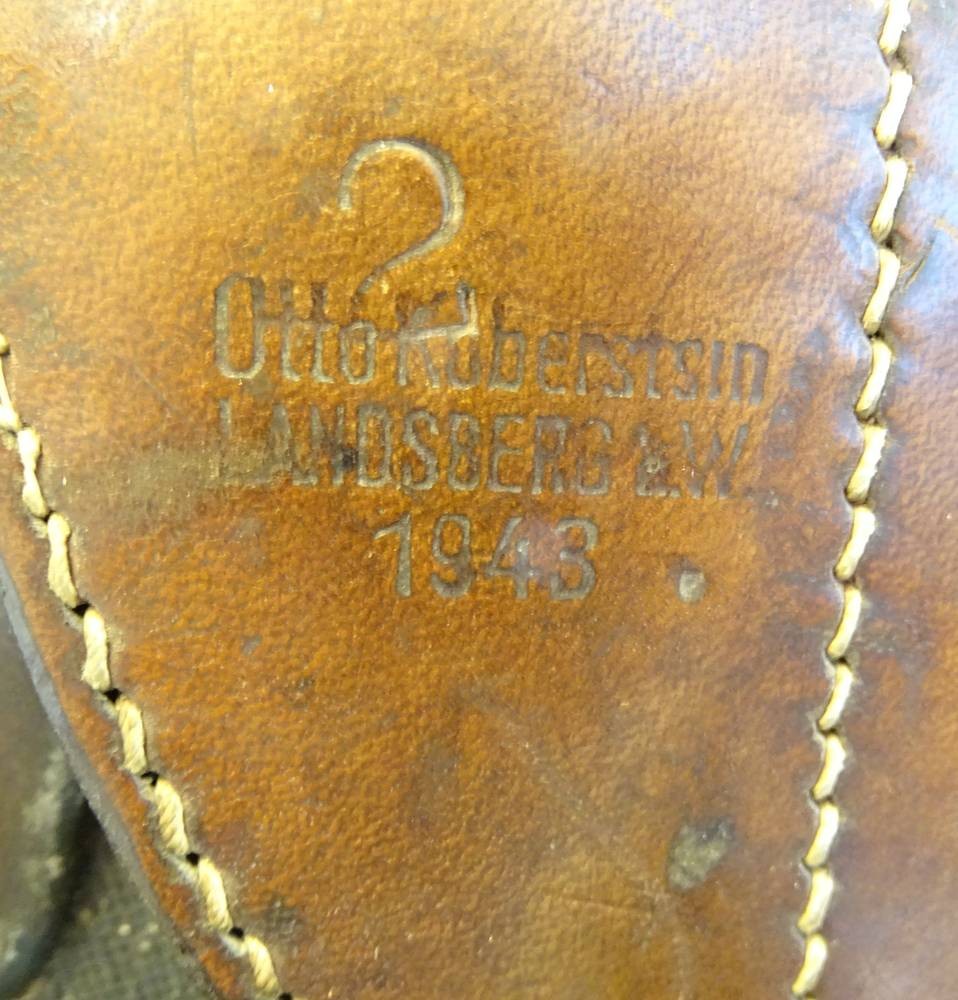 2
Otto Koberstein
LANDSBERG a.W.
1943